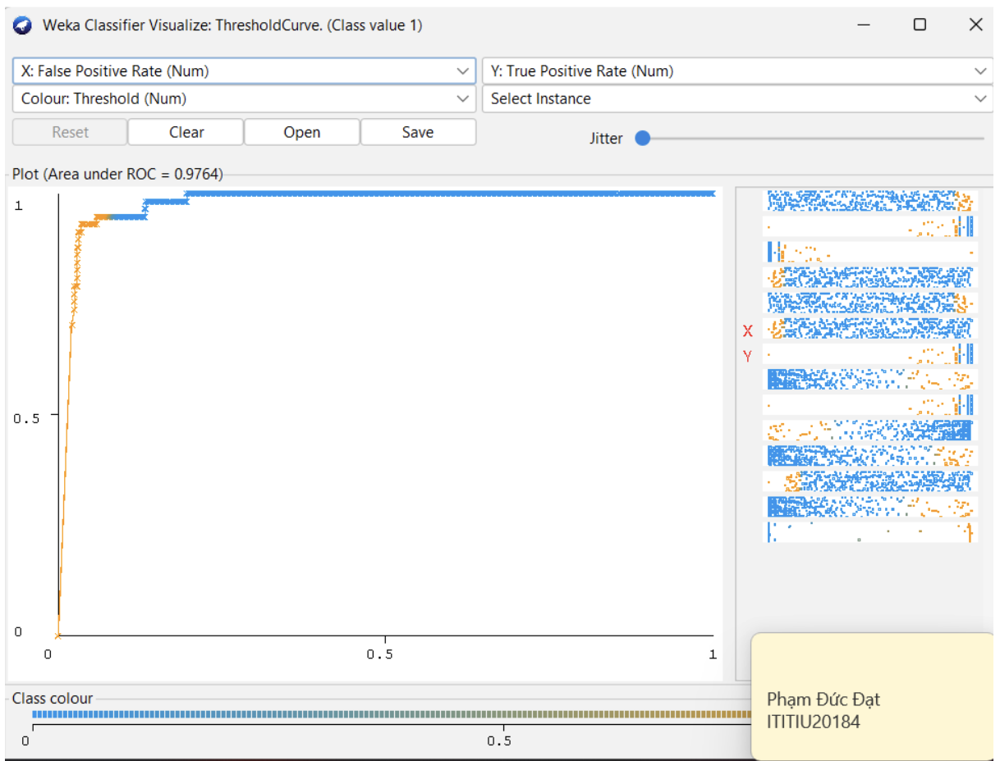 Weka Classifier Visualize: ThresholdCurve. (Class value 1)
X: False Positive Rate (Num)
Y: True Positive Rate (Num)
Colour: Threshold (Num)
Select Instance
Reset
Clear
Open
Save
Jitter
Plot (Area under ROC = 0.9764)
1
0.5
0
0
0.5
1
X
Y
Class colour
0
0.5
Phạm Đức Đạt
ITITIU20184